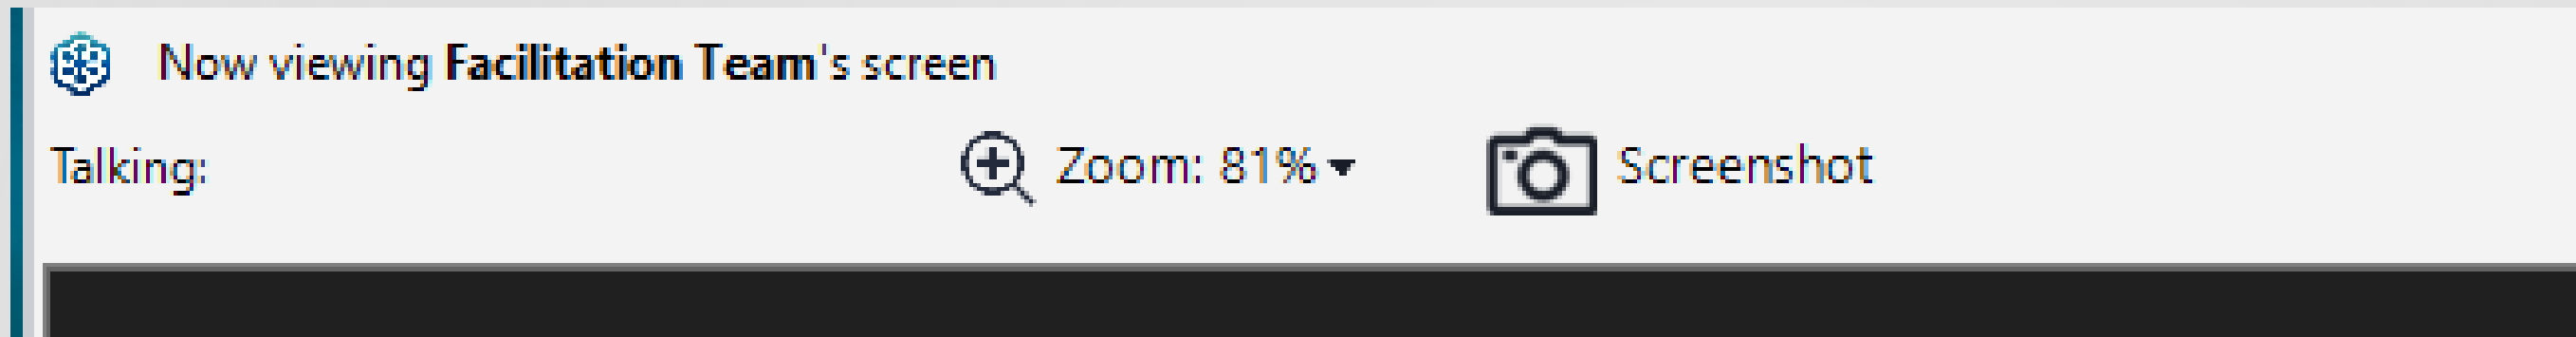 Now viewing Facilitation Team's screen
Talking: Zoom: 81% Screenshot